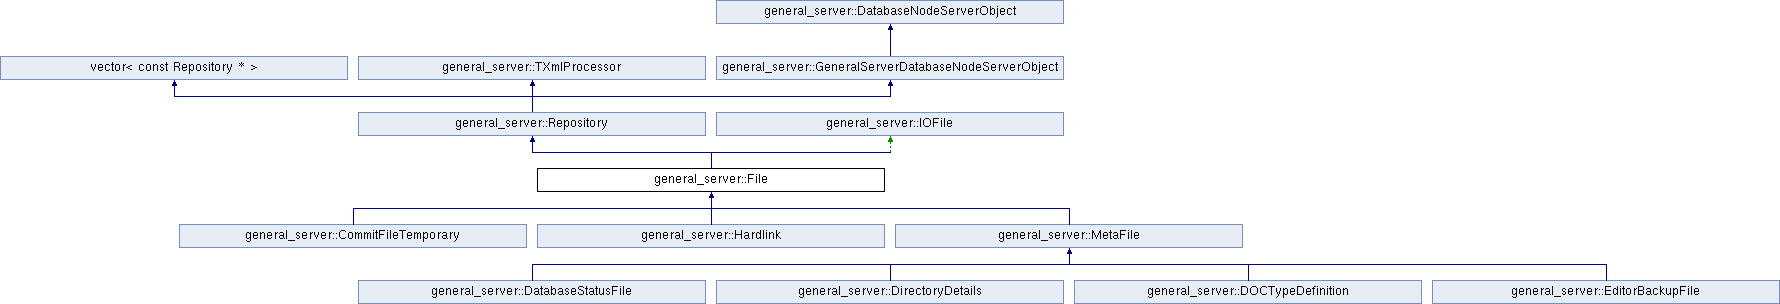 general_server::DatabaseNodeServerObject
vector< const Repository * >
general_server::TXmlProcessor
general_server::GeneralServerDatabaseNodeServerObject
general_server::Repository
general_server::IOFile
general_server::File
general_server::CommitFileTemporary
general_server::Hardlink
general_server::MetaFile
general_server::DatabaseStatusFile
general_server::DirectoryDetails
general_server::DOCTypeDefinition
general_server::EditorBackupFile